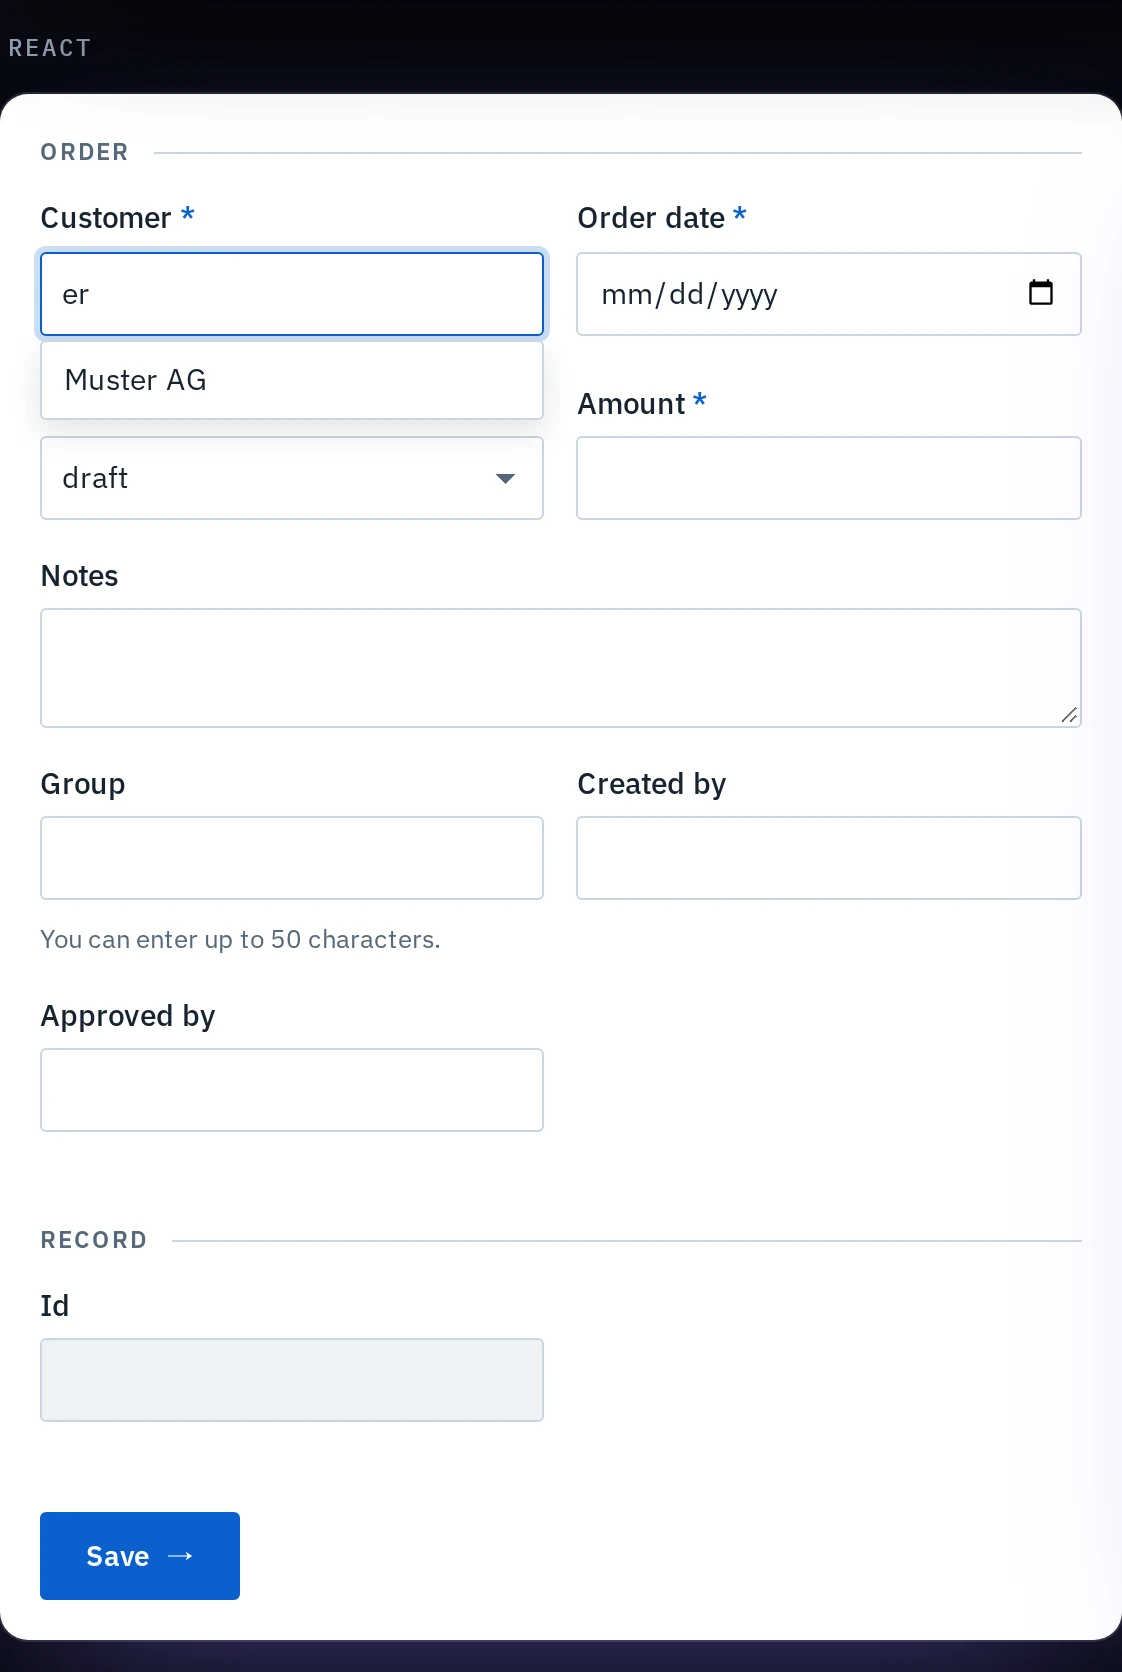 REACT
ORDER
Customer *
Order date *
er
mm/dd/yyyy
Muster AG
Amount *
draft
Notes
Group
Created by
You can enter up to 50 characters.
Approved by
RECORD
Id
Save →